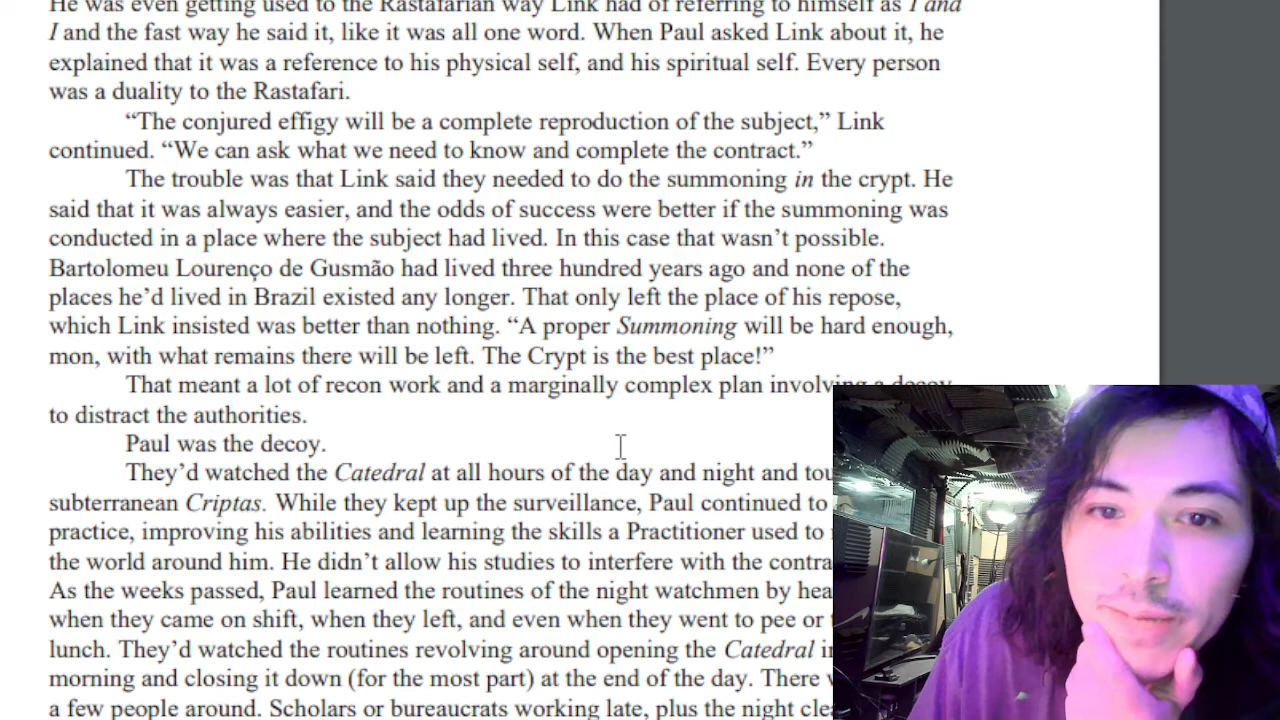 He was even getting used to the Rastafarian way Link had of referring to himself as I and
I and the fast way he said it, like it was all one word. When Paul asked Link about it, he
explained that it was a reference to his physical self, and his spiritual self. Every person
was a duality to the Rastafari.
“The conjured effigy will be a complete reproduction of the subject,” Link
continued. “We can ask what we need to know and complete the contract.”
The trouble was that Link said they needed to do the summoning in the crypt. He
said that it was always easier, and the odds of success were better if the summoning was
conducted in a place where the subject had lived. In this case that wasn’t possible.
Bartolomeu Lourenço de Gusmão had lived three hundred years ago and none of the
places he’d lived in Brazil existed any longer. That only left the place of his repose,
which Link insisted was better than nothing. “A proper Summoning will be hard enough,
mon, with what remains there will be left. The Crypt is the best place!”
That meant a lot of recon work and a marginally complex plan involving a decoy
to distract the authorities.
Paul was the decoy.
They’d watched the Catedral at all hours of the day and night and
subterranean Criptas. While they kept up the surveillance, Paul continued to
practice, improving his abilities and learning the skills a Practitioner used to
the world around him. He didn’t allow his studies to interfere with the
As the weeks passed, Paul learned the routines of the night watchmen by
when they came on shift, when they left, and even when they went to pee or
lunch. They’d watched the routines revolving around opening the Catedral
morning and closing it down (for the most part) at the end of the day. There
a few people around. Scholars or bureaucrats working late, plus the night